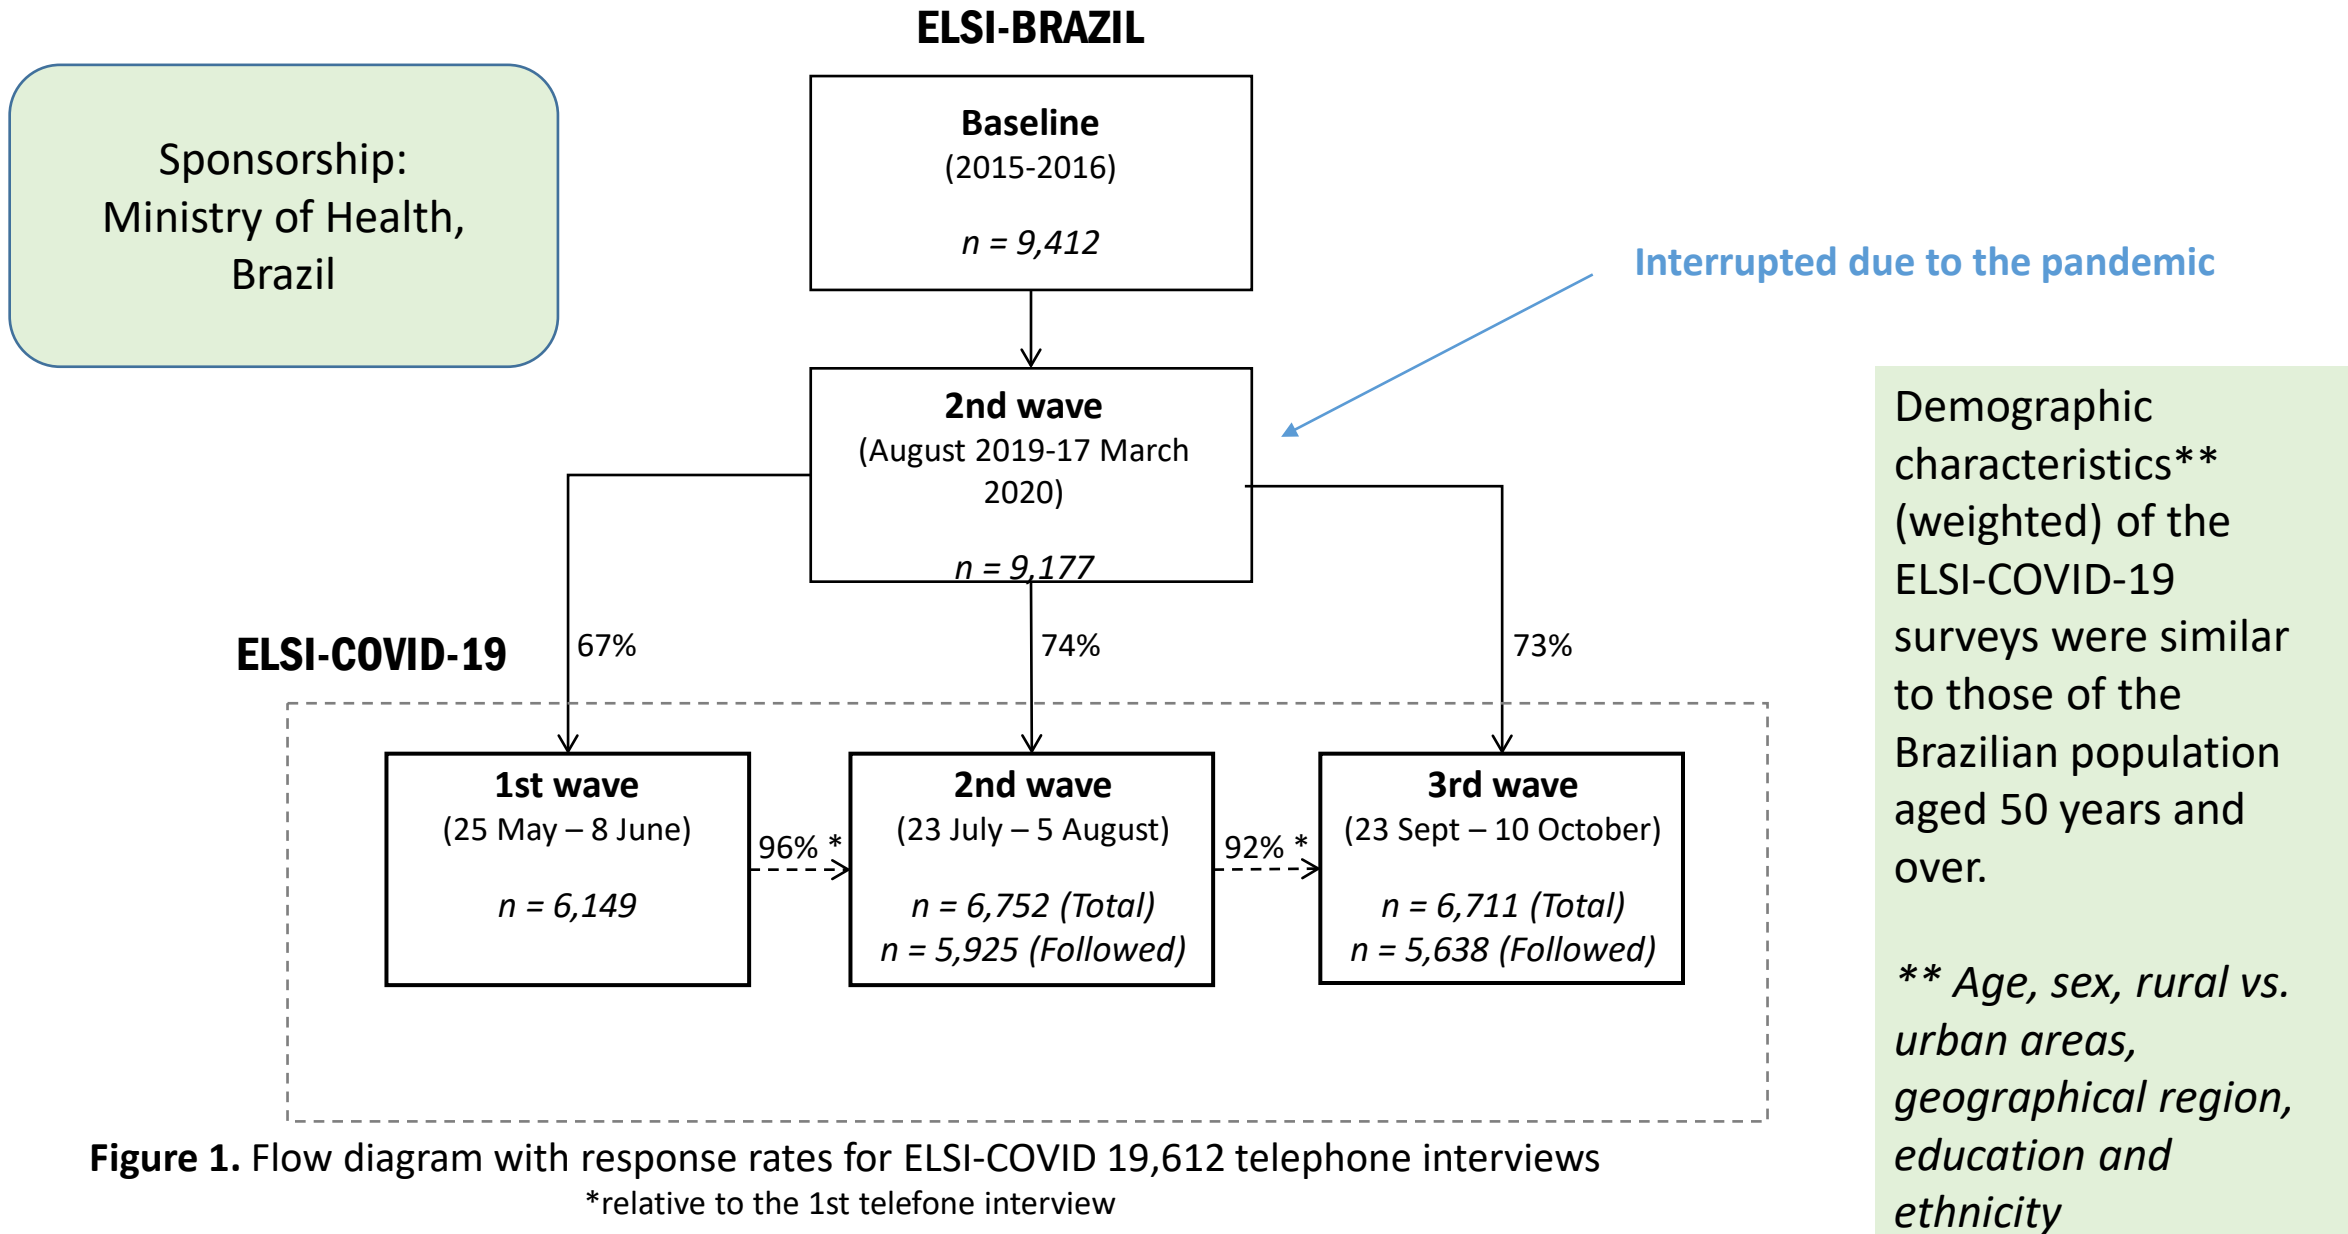 ELSI-BRAZIL
Sponsorship:
Ministry of Health,
Brazil
Baseline
(2015-2016)
n = 9,412
Interrupted due to the pandemic
2nd wave
(August 2019-17 March
2020)
n = 9,177
ELSI-COVID-19
67%
74%
73%
1st wave
(25 May – 8 June)
n = 6,149
96% *
2nd wave
(23 July – 5 August)
n = 6,752 (Total)
n = 5,925 (Followed)
92% *
3rd wave
(23 Sept – 10 October)
n = 6,711 (Total)
n = 5,638 (Followed)
Demographic
characteristics**
(weighted) of the
ELSI-COVID-19
surveys were similar
to those of the
Brazilian population
aged 50 years and
over.
** Age, sex, rural vs.
urban areas,
geographical region,
education and
ethnicity
Figure 1. Flow diagram with response rates for ELSI-COVID 19,612 telephone interviews
*relative to the 1st telefone interview